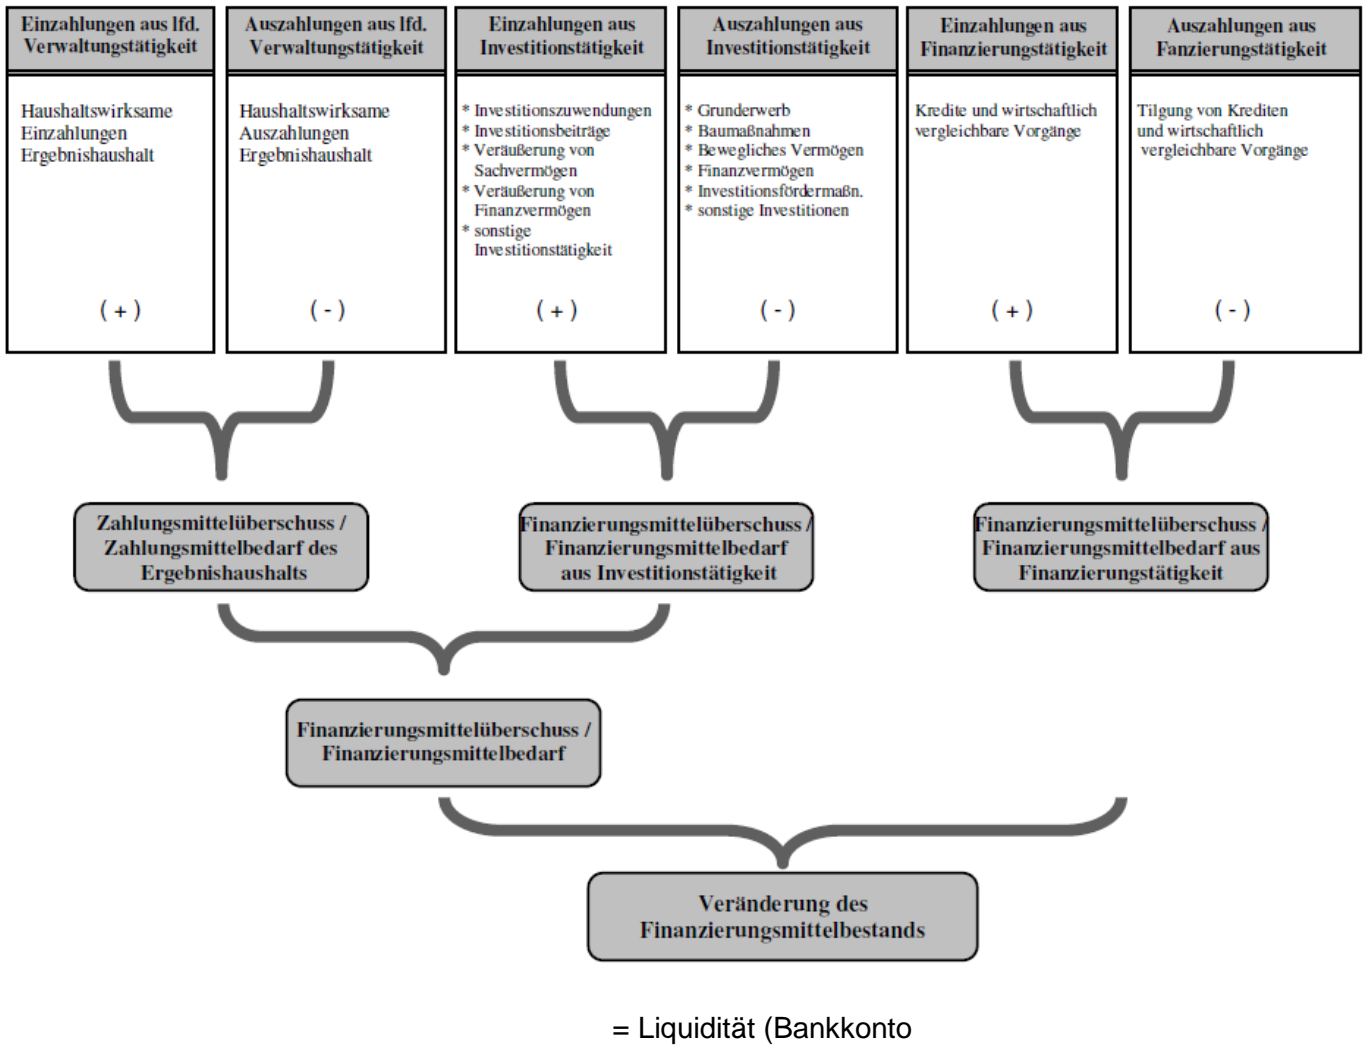 Einzahlungen aus lfd.
Verwaltungstätigkeit
Haushaltswirksame
Einzahlungen
Ergebnishaushalt
( + )
Auszahlungen aus lfd.
Verwaltungstätigkeit
Haushaltswirksame
Auszahlungen
Ergebnishaushalt
( - )
Einzahlungen aus
Investitionstätigkeit
* Investitionszuwendungen
* Investitionsbeiträge
* Veräußerung von
Sachvermögen
* Veräußerung von
Finanzvermögen
* sonstige
Investitionstätigkeit
( + )
Auszahlungen aus
Investitionstätigkeit
* Grunderwerb
* Baumaßnahmen
* Bewegliches Vermögen
* Finanzvermögen
* Investitionsfördermaßn.
* sonstige Investitionen
( - )
Einzahlungen aus
Finanzierungstätigkeit
Kredite und wirtschaftlich
vergleichbare Vorgänge
( + )
Auszahlungen aus
Fanzierungstätigkeit
Tilgung von Krediten
und wirtschaftlich
vergleichbare Vorgänge
( - )
Zahlungsmittelüberschuss /
Zahlungsmittelbedarf des
Ergebnishaushalts
Finanzierungsmittelüberschuss /
Finanzierungsmittelbedarf
aus Investitionstätigkeit
Finanzierungsmittelüberschuss /
Finanzierungsmittelbedarf aus
Finanzierungstätigkeit
Finanzierungsmittelüberschuss /
Finanzierungsmittelbedarf
Veränderung des
Finanzierungsmittelbestands
= Liquidität (Bankkonto